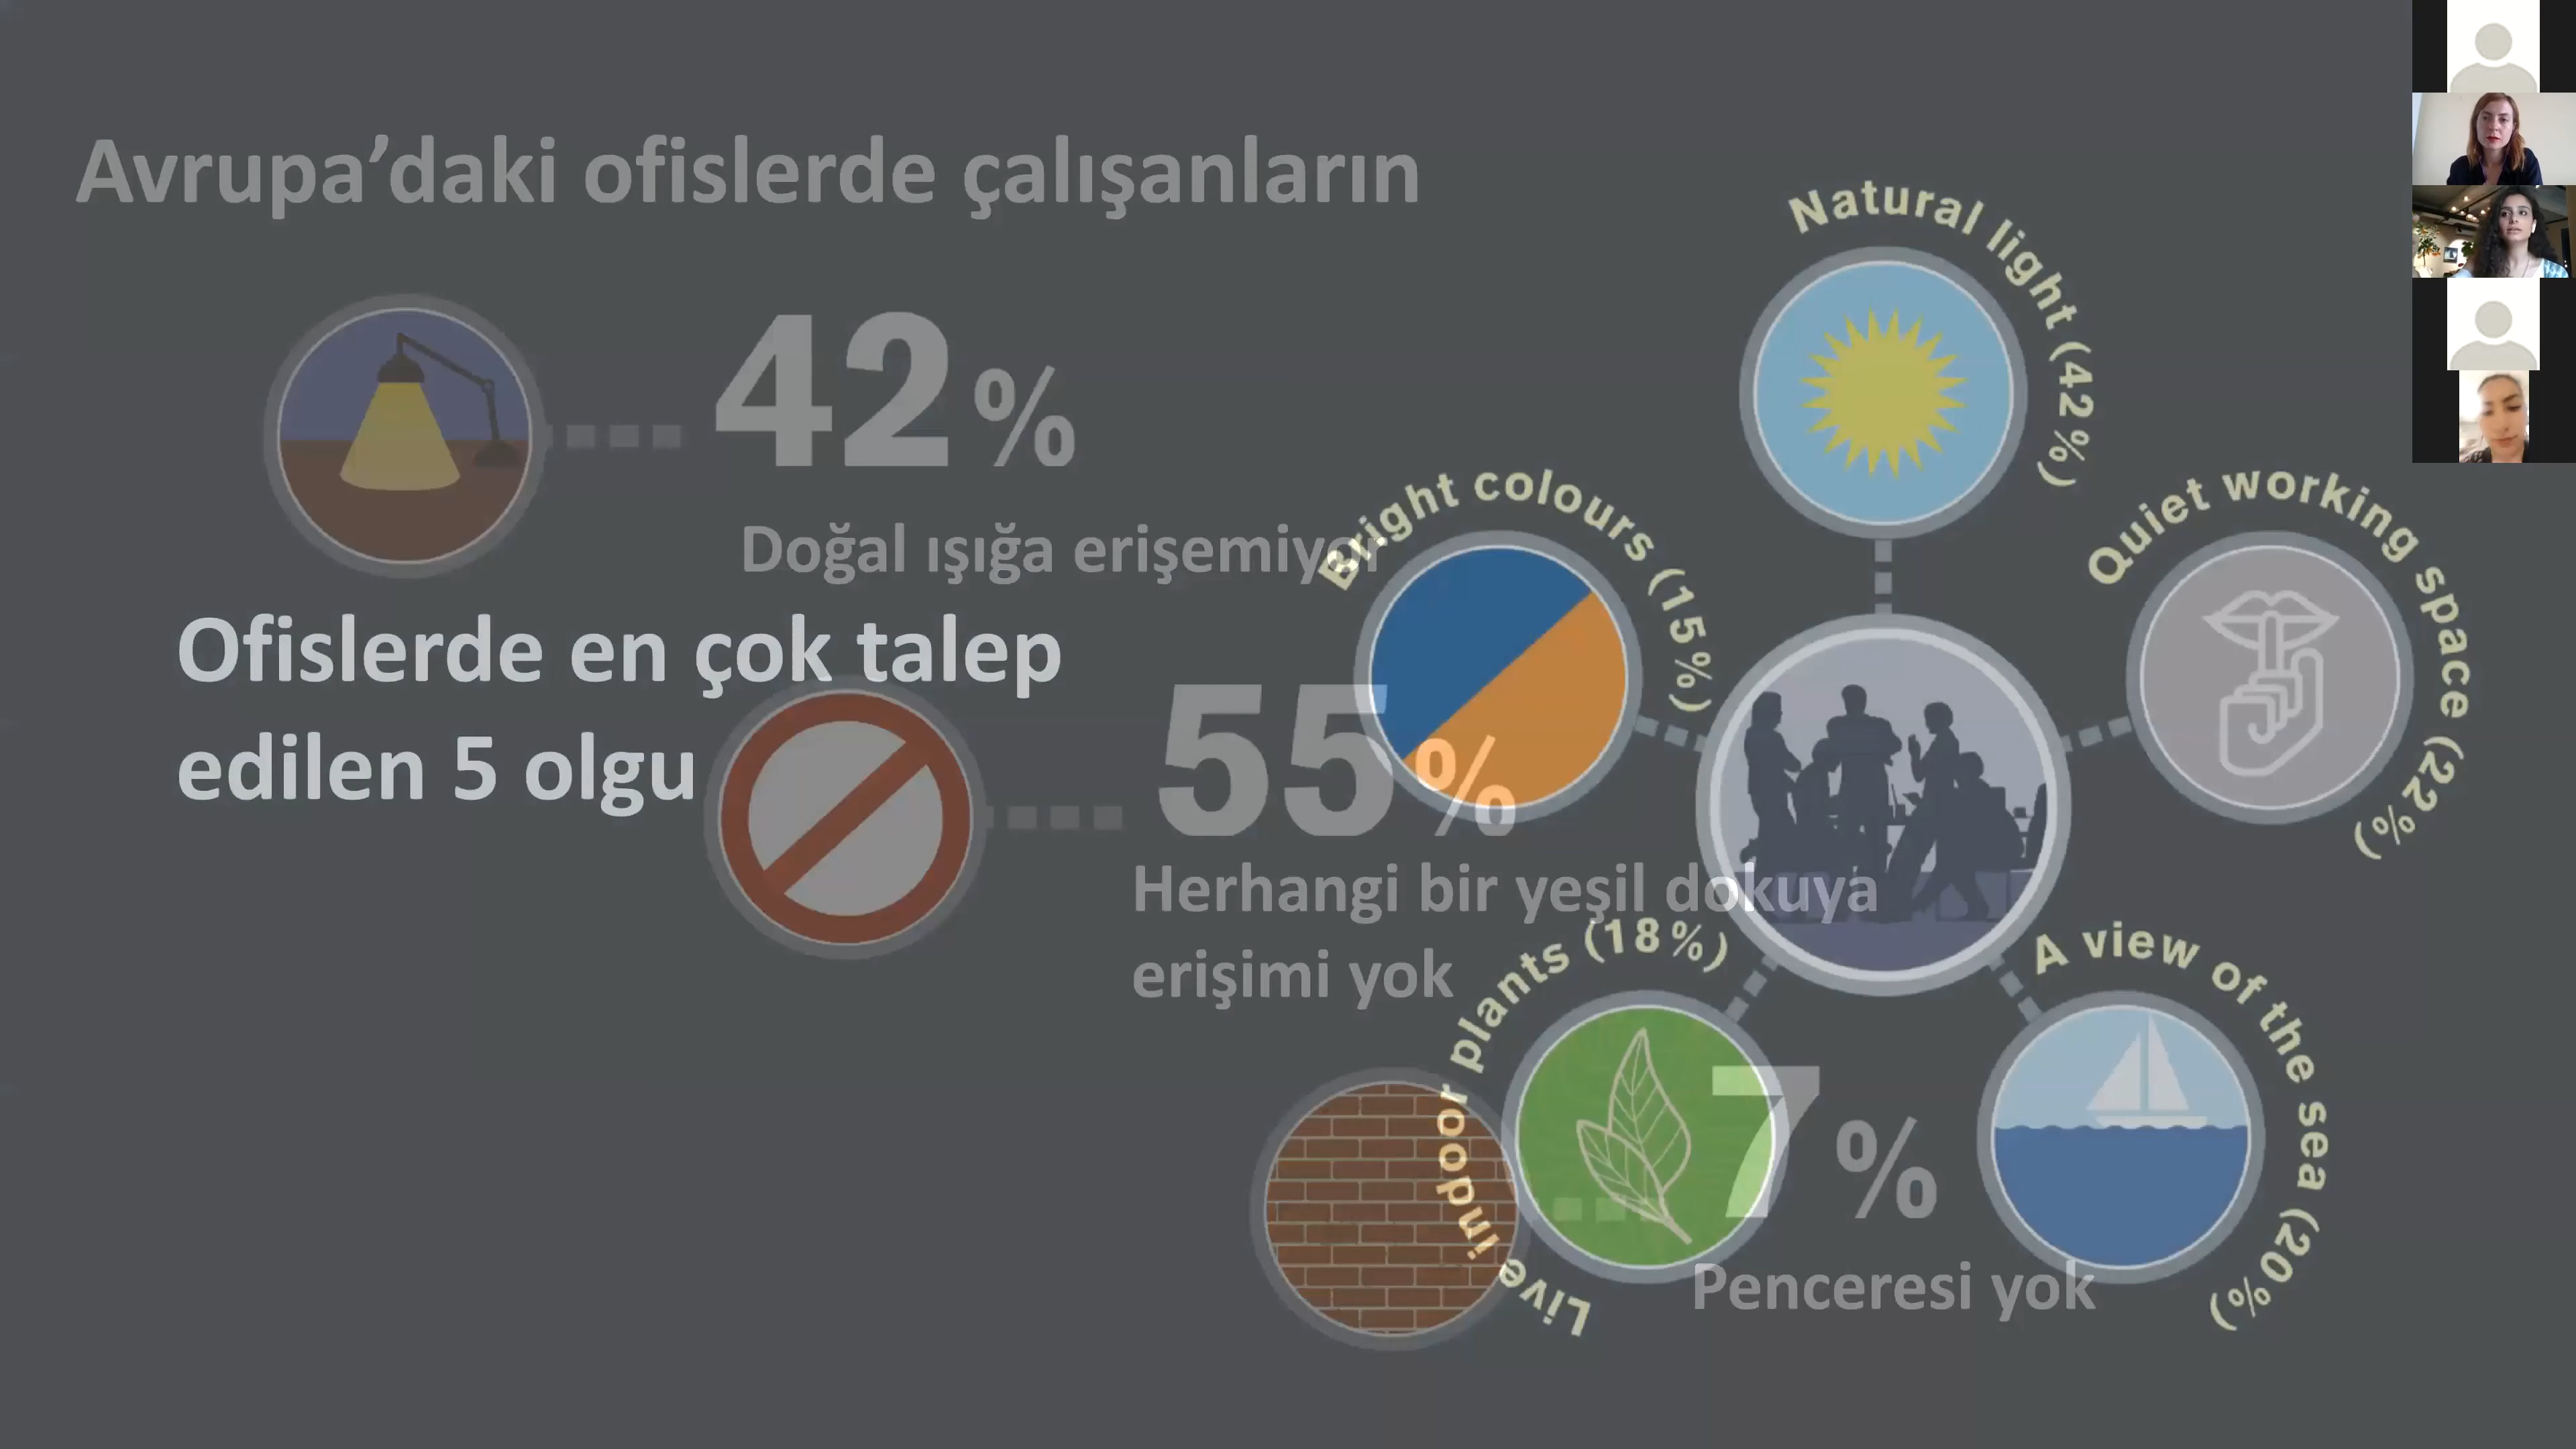 Avrupa’daki ofislerde çalışanların
42 %
Doğal ışığa erişemiyor
55 %
Herhangi bir yeşil dokuya
erişimi yok
7 %
Penceresi yok
Ofislerde en çok talep
edilen 5 olgu
Natural light (42%)
Quiet working space (22%)
A view of the sea (20%)
Live indoor plants (18%)
Bright colours (15%)